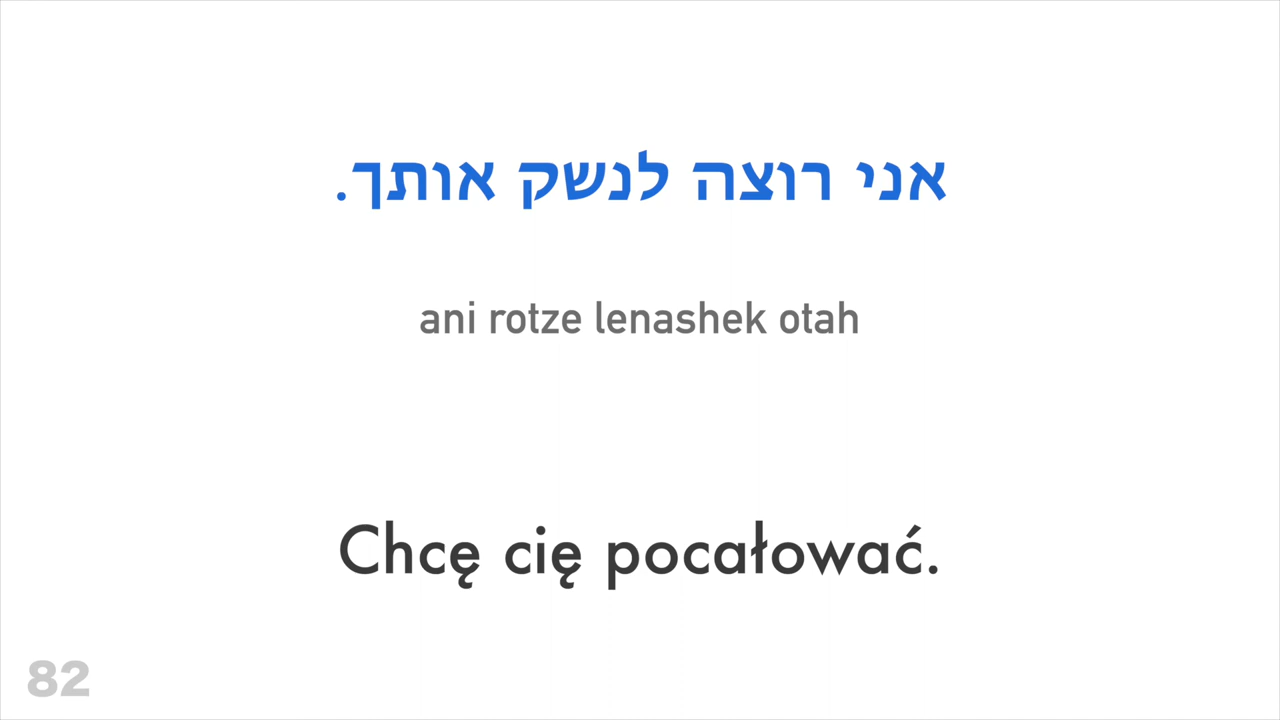 אני רוצה לנשק אותך.
ani rotze lenashek otah
Chcę cię pocałować.
82